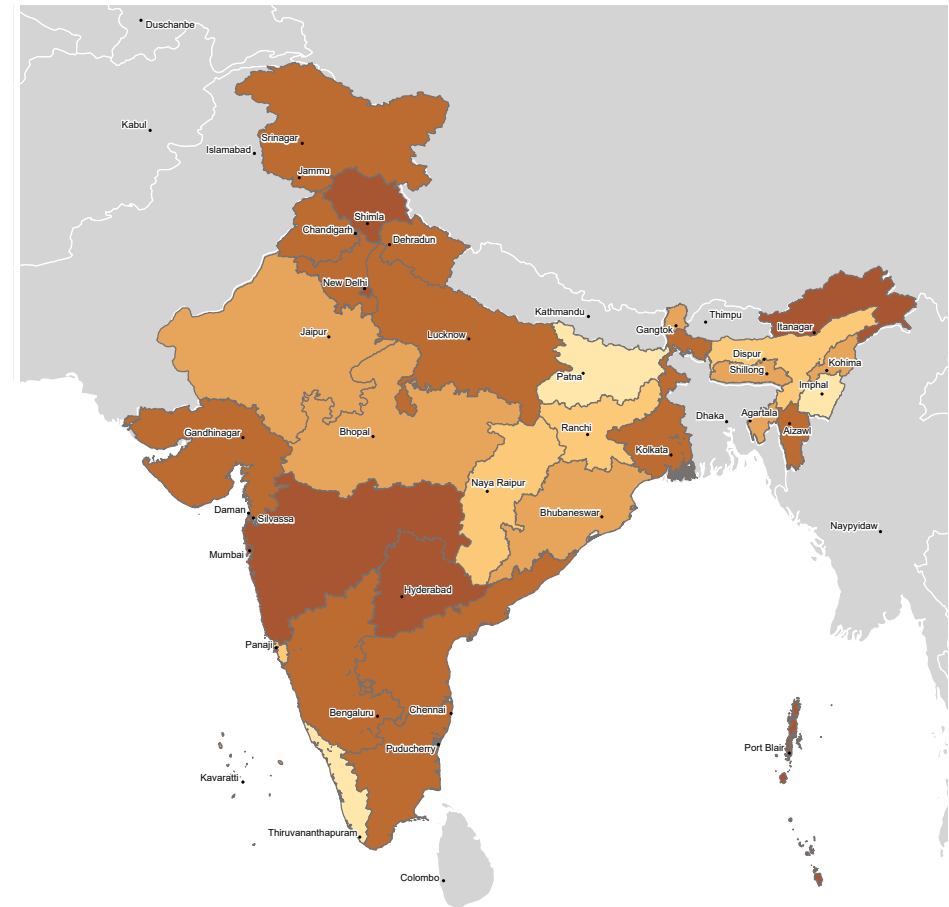 Duschanbe
Kabul
Srinagar
Islamabad
Jammu
Shimla
Chandigarh
Dehradun
New Delhi
Kathmandu
Thimpu
Gangtok
Itanagar
Jaipur
Lucknow
Dispur
Kohima
Shillong
Patna
Imphal
Dhaka
Agartala
Gandhinagar
Bhopal
Ranchi
Aizawl
Kolkata
Naya Raipur
Daman
Silvassa
Bhubaneswar
Naypyidaw
Mumbai
Hyderabad
Panaji
Bengaluru
Chennai
Puducherry
Port Blair
Kavaratti
Thiruvananthapuram
Colombo